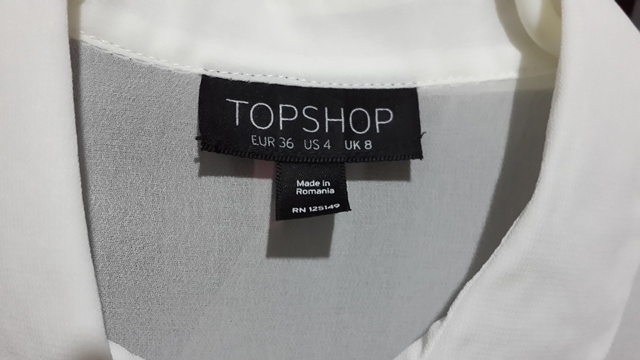 TOPSHOP
EUR 36 US 4 UK 8
Made in
Romania
RN 125149